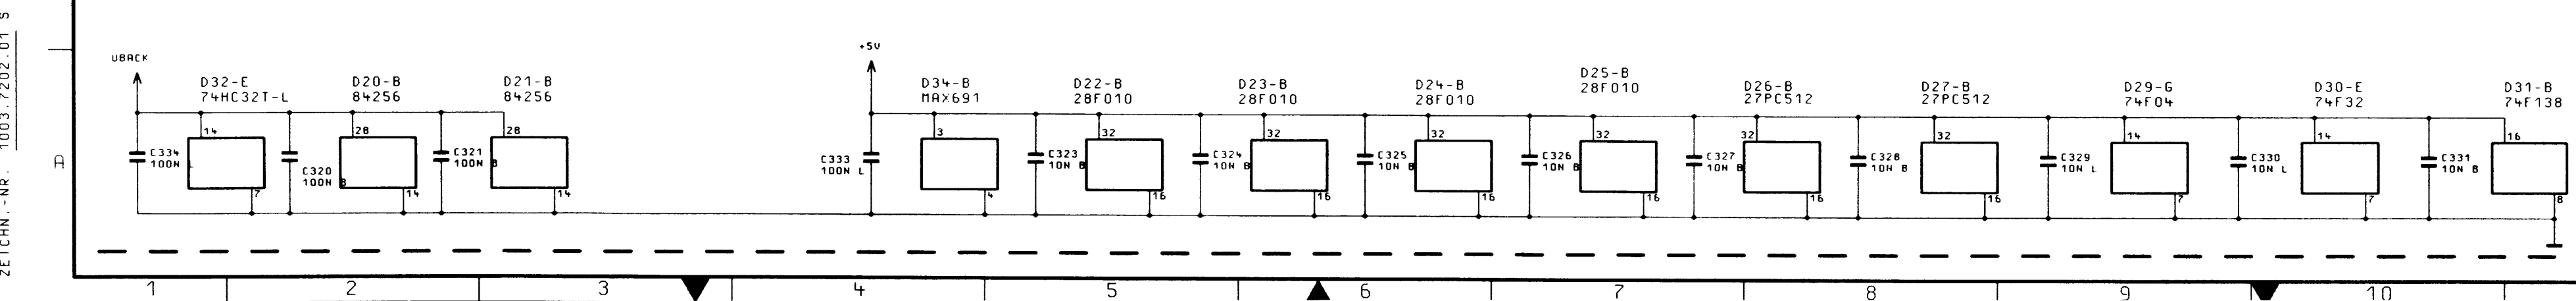 ZEICHN.-NR. 1003.7202.01 S
A
UBACK
C334
100N L
D32-E
74HC32T-L
14
7
C320
100N B
D20-B
84256
28
14
C321
100N B
D21-B
84256
28
14
+5V
C333
100N L
D34-B
MAX691
3
4
C323
10N B
D22-B
28F010
32
16
C324
10N B
D23-B
28F010
32
16
C325
10N B
D24-B
28F010
32
16
C326
10N B
D25-B
28F010
32
16
C327
10N B
D26-B
27PC512
32
16
C328
10N B
D27-B
27PC512
32
16
C329
10N L
D29-G
74F04
14
7
C330
10N L
D30-E
74F32
14
7
C331
10N B
D31-B
74F138
16
8
1 2 3 4 5 6 7 8 9 10